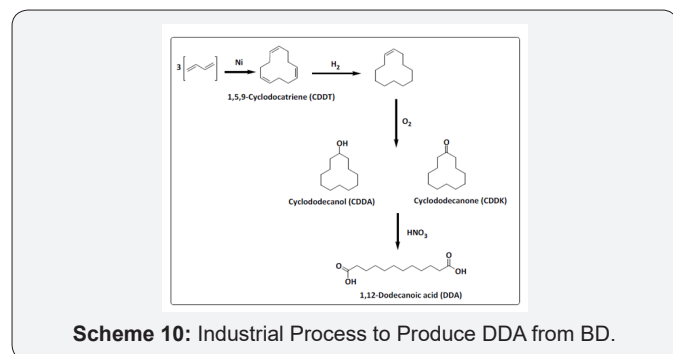 3
Ni
H2
1,5,9-Cyclodocatriene (CDDT)
O2
OH
O
Cyclododecanol (CDDA)
Cyclododecanone (CDDK)
HNO3
O
O
OH
OH
1,12-Dodecanoic acid (DDA)
Scheme 10: Industrial Process to Produce DDA from BD.